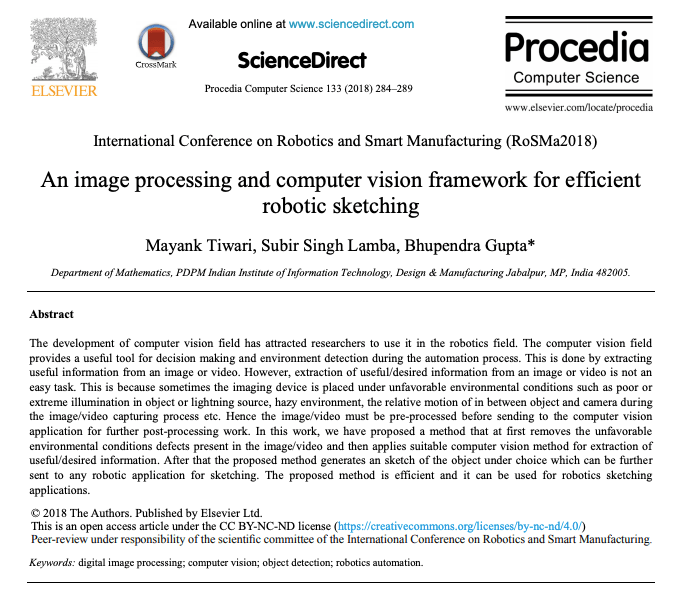 Available online at www.sciencedirect.com
CrossMark
ScienceDirect
ELSEVIER
Procedia Computer Science 133 (2018) 284–289
Procedia
Computer Science
www.elsevier.com/locate/procedia
International Conference on Robotics and Smart Manufacturing (RoSMa2018)
An image processing and computer vision framework for efficient
robotic sketching
Mayank Tiwari, Subir Singh Lamba, Bhupendra Gupta*
Department of Mathematics, PDPM Indian Institute of Information Technology, Design & Manufacturing Jabalpur, MP, India 482005.
Abstract
The development of computer vision field has attracted researchers to use it in the robotics field. The computer vision field
provides a useful tool for decision making and environment detection during the automation process. This is done by extracting
useful information from an image or video. However, extraction of useful/desired information from an image or video is not an
easy task. This is because sometimes the imaging device is placed under unfavorable environmental conditions such as poor or
extreme illumination in object or lightning source, hazy environment, the relative motion of in between object and camera during
the image/video capturing process etc. Hence the image/video must be pre-processed before sending to the computer vision
application for further post-processing work. In this work, we have proposed a method that at first removes the unfavorable
environmental conditions defects present in the image/video and then applies suitable computer vision method for extraction of
useful/desired information. After that the proposed method generates an sketch of the object under choice which can be further
sent to any robotic application for sketching. The proposed method is efficient and it can be used for robotics sketching
applications.
© 2018 The Authors. Published by Elsevier Ltd.
This is an open access article under the CC BY-NC-ND license (https://creativecommons.org/licenses/by-nc-nd/4.0/)
Peer-review under responsibility of the scientific committee of the International Conference on Robotics and Smart Manufacturing.
Keywords: digital image processing; computer vision; object detection; robotics automation.